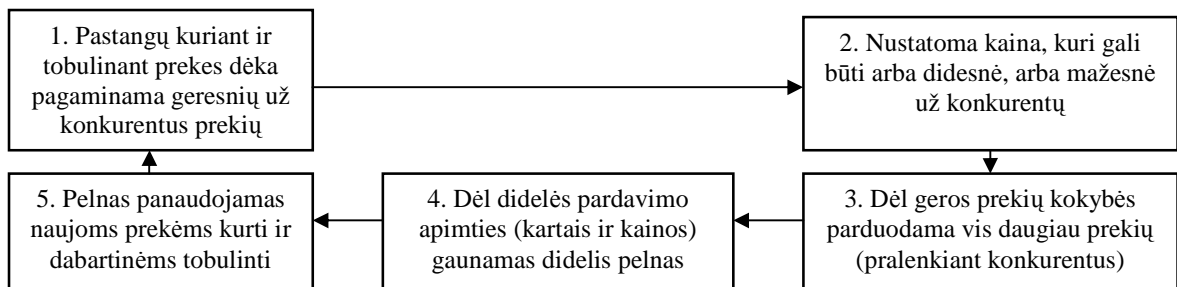 1. Pastangų kuriant ir
tobulinant prekes dėka
pagaminama geresnių už
konkurentus prekių
2. Nustatoma kaina, kuri gali
būti arba didesnė, arba mažesnė
už konkurentų
3. Dėl geros prekių kokybės
parduodama vis daugiau prekių
(pralenkiant konkurentus)
4. Dėl didelės pardavimo
apimties (kartais ir kainos)
gaunamas didelis pelnas
5. Pelnas panaudojamas
naujoms prekėms kurti ir
dabartinėms tobulinti